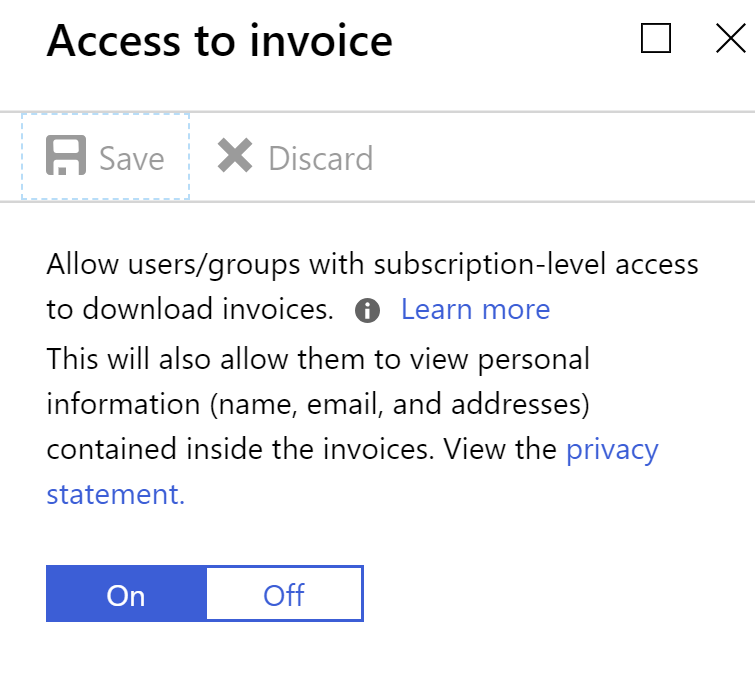 Access to invoice
Save Discard
Allow users/groups with subscription-level access
to download invoices. Learn more
This will also allow them to view personal
information (name, email, and addresses)
contained inside the invoices. View the privacy
statement.
On Off